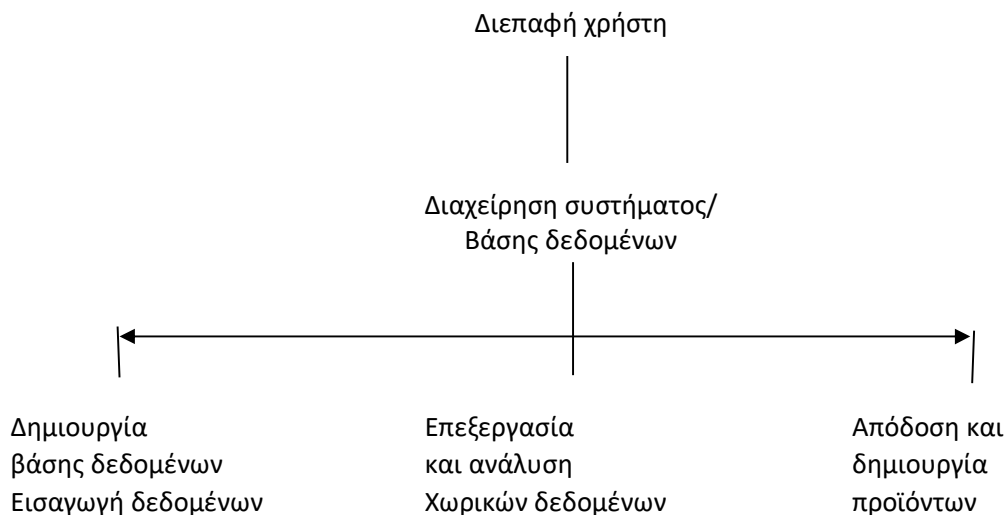 Διεπαφή χρήστη
Διαχείρηση συστήματος/
Βάσης δεδομένων
Δημιουργία
βάσης δεδομένων
Εισαγωγή δεδομένων
Επεξεργασία
και ανάλυση
Χωρικών δεδομένων
Απόδοση και
δημιουργία
προϊόντων